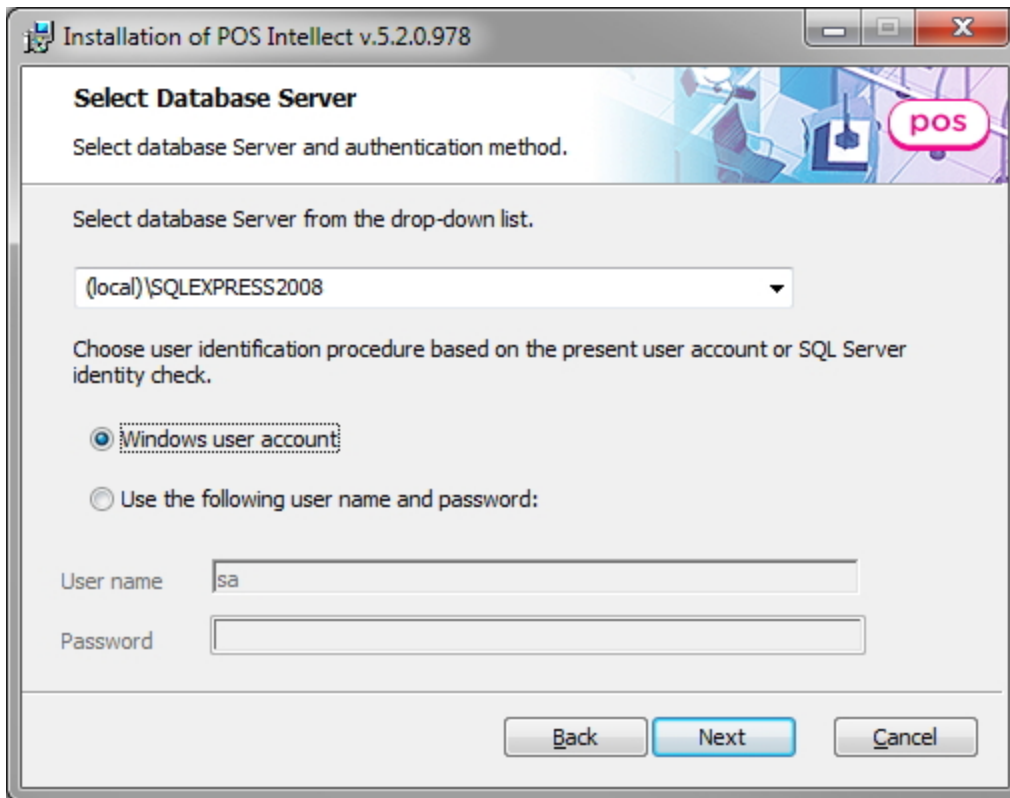 Installation of POS Intellect v.5.2.0.978
Select Database Server
Select database Server and authentication method.
pos
Select database Server from the drop-down list.
(local)\SQLEXPRESS2008
Choose user identification procedure based on the present user account or SQL Server
identity check.
Windows user account
Use the following user name and password:
User name
sa
Password
Back
Next
Cancel